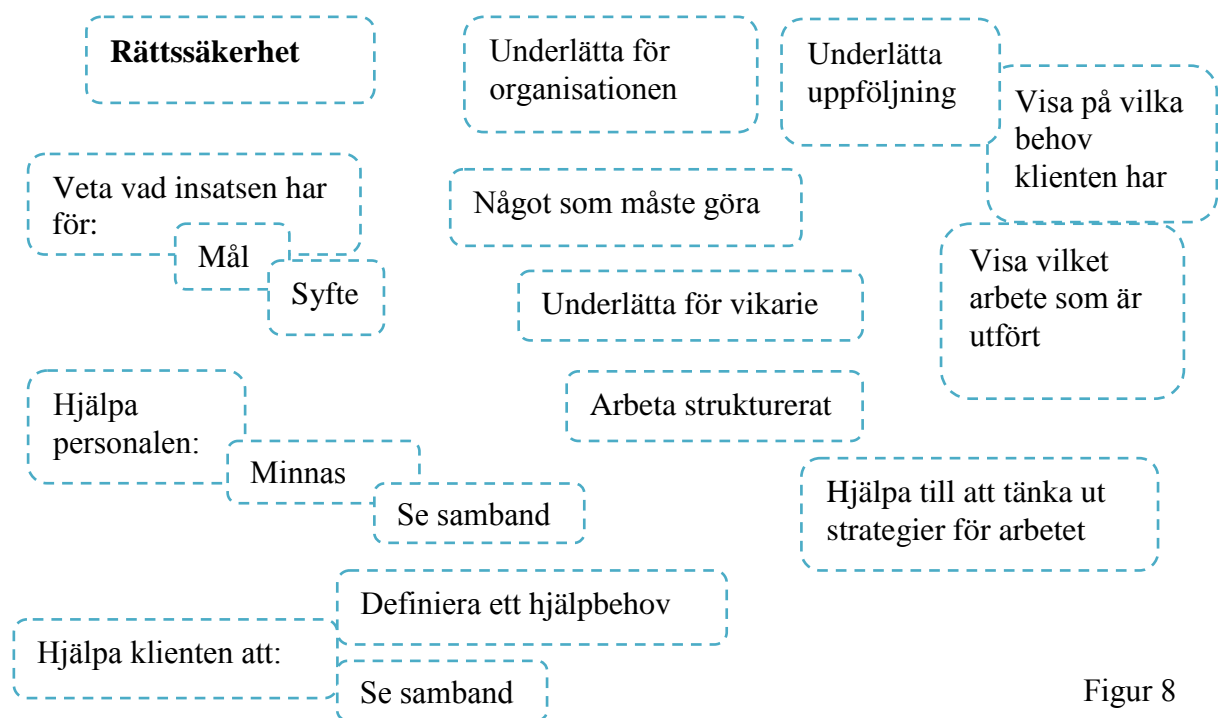 Rättssäkerhet
Underlätta för
organisationen
Underlätta
uppföljning
Visa på vilka
behov
klienten har
Veta vad insatsen har
för:
Mål
Syfte
Något som måste göra
Underlätta för vikarie
Visa vilket
arbete som är
utfört
Hjälpa
personalen:
Minnas
Se samband
Arbeta strukturerat
Hjälpa till att tänka ut
strategier för arbetet
Hjälpa klienten att:
Definiera ett hjälpbehov
Se samband
Figur 8